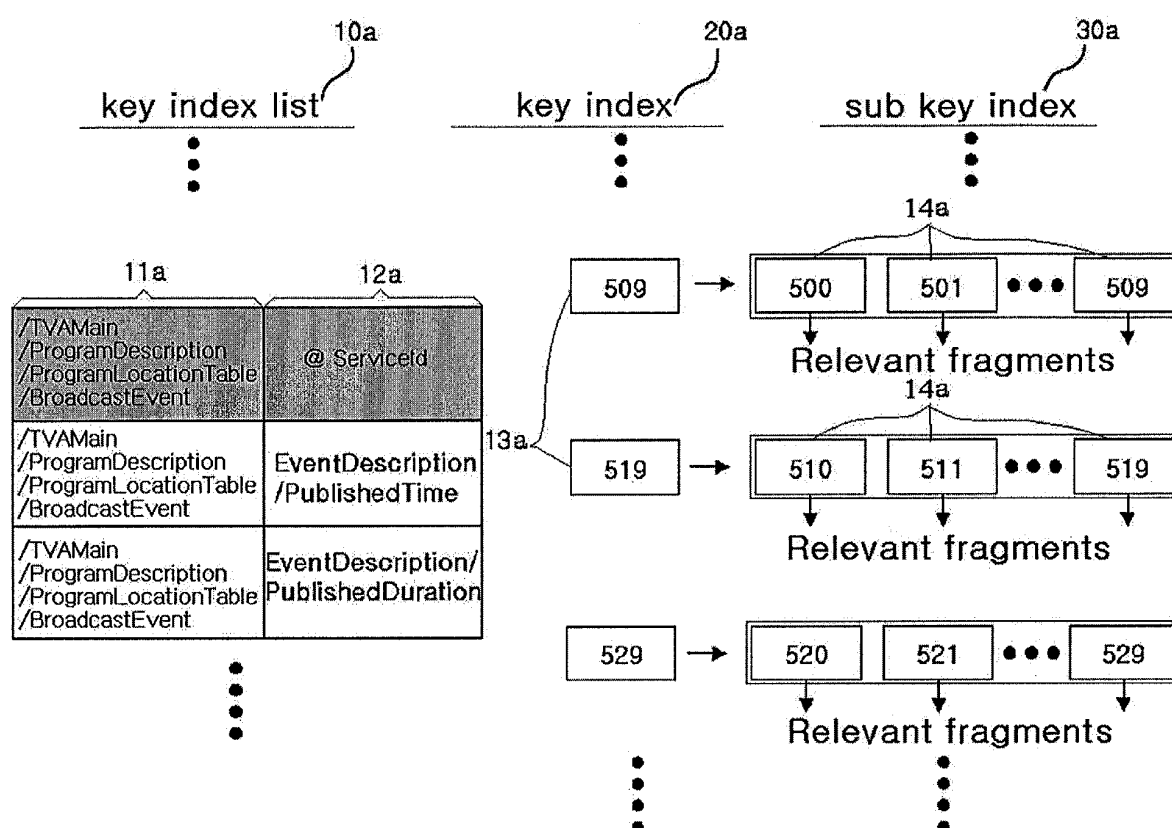 10a 20a 30a
key index list key index sub key index
14a
11a 12a
509 500 501 509
/TVAMain
/ProgramDescription
/ProgramLocationTable
/BroadcastEvent
@ ServiceId
Relevant fragments
14a
13a
/TVAMain
/ProgramDescription
/ProgramLocationTable
/BroadcastEvent
EventDescription
/PublishedTime
519 510 511 519
Relevant fragments
/TVAMain
/ProgramDescription
/ProgramLocationTable
/BroadcastEvent
EventDescription/
PublishedDuration
529 520 521 529
Relevant fragments